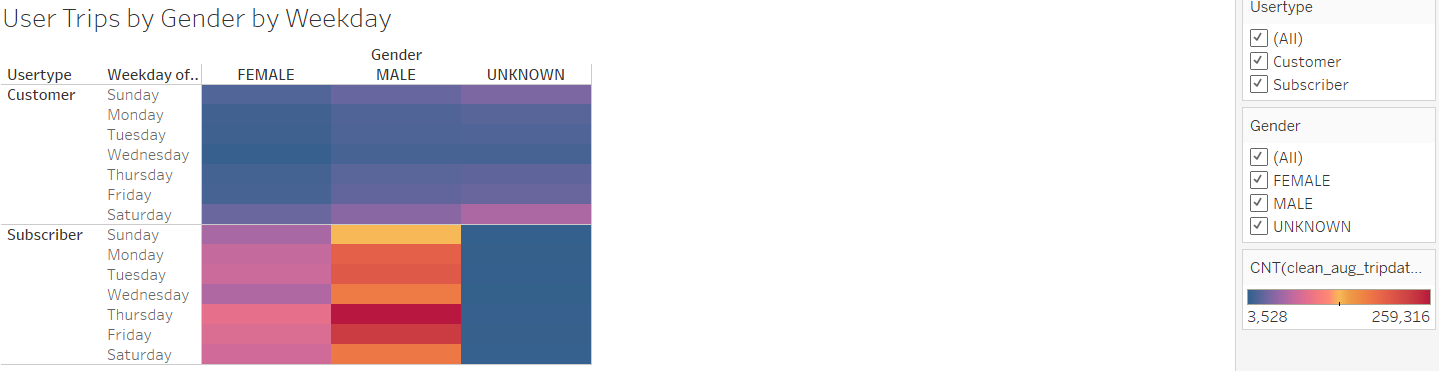 User Trips by Gender by Weekday
Gender
Usertype Weekday of.. FEMALE MALE UNKNOWN
Customer Sunday
Monday
Tuesday
Wednesday
Thursday
Friday
Saturday
Subscriber Sunday
Monday
Tuesday
Wednesday
Thursday
Friday
Saturday
Usertype
(All)
Customer
Subscriber
Gender
(All)
FEMALE
MALE
UNKNOWN
CNT(clean_aug_tripdat...
3,528 259,316